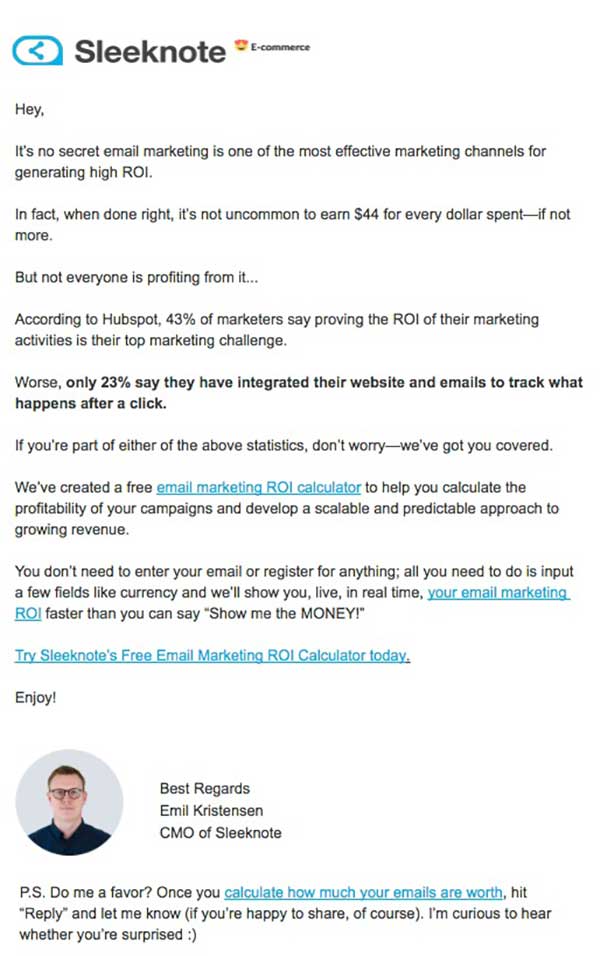 Sleeknote E-commerce
Hey,
It's no secret email marketing is one of the most effective marketing channels for
generating high ROI.
In fact, when done right, it's not uncommon to earn $44 for every dollar spent—if not
more.
But not everyone is profiting from it...
According to Hubspot, 43% of marketers say proving the ROI of their marketing
activities is their top marketing challenge.
Worse, only 23% say they have integrated their website and emails to track what
happens after a click.
If you're part of either of the above statistics, don't worry—we've got you covered.
We've created a free email marketing ROI calculator to help you calculate the
profitability of your campaigns and develop a scalable and predictable approach to
growing revenue.
You don't need to enter your email or register for anything; all you need to do is input
a few fields like currency and we'll show you, live, in real time, your email marketing
ROI faster than you can say “Show me the MONEY!”
Try Sleeknote's Free Email Marketing ROI Calculator today.
Enjoy!
Best Regards
Emil Kristensen
CMO of Sleeknote
P.S. Do me a favor? Once you calculate how much your emails are worth, hit
“Reply” and let me know (if you're happy to share, of course). I'm curious to hear
whether you're surprised :)